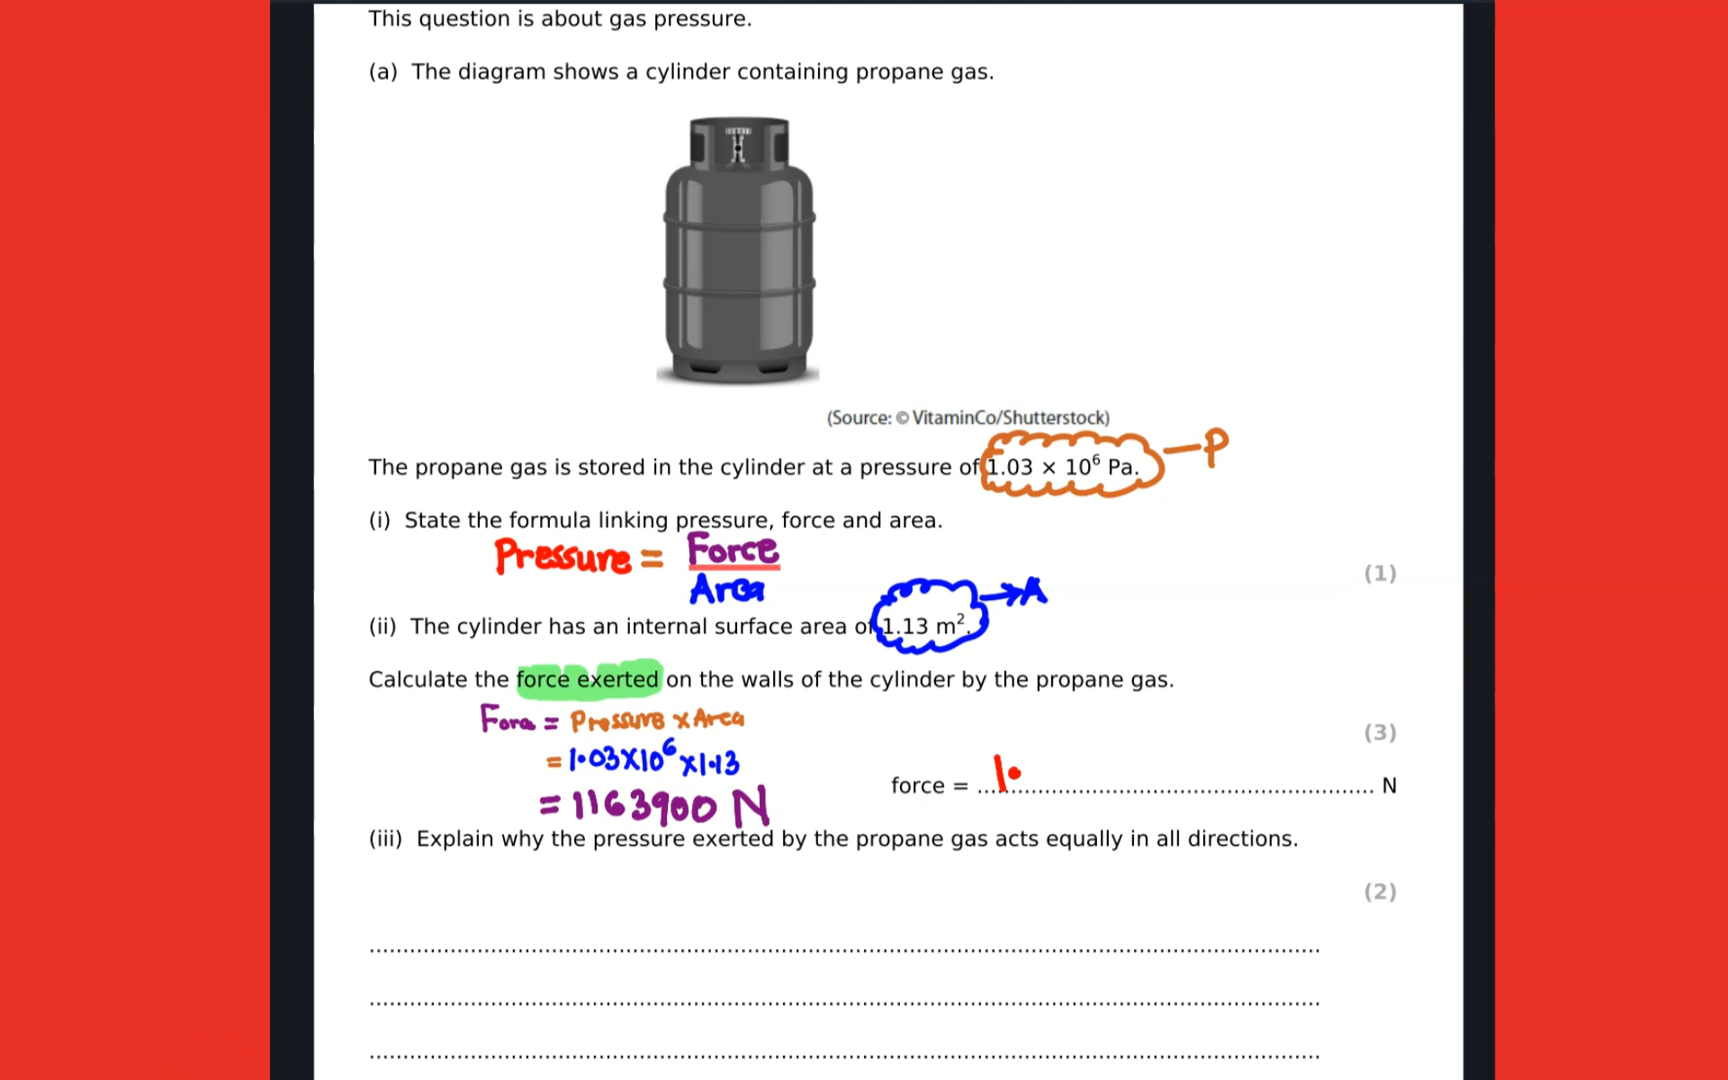 This question is about gas pressure.
(a) The diagram shows a cylinder containing propane gas.
(Source: © VitaminCo/Shutterstock)
The propane gas is stored in the cylinder at a pressure of 1.03 × 10⁶ Pa. – P
(i) State the formula linking pressure, force and area.
Pressure = Force
Area
(1)
(ii) The cylinder has an internal surface area of 1.13 m². → A
Calculate the force exerted on the walls of the cylinder by the propane gas.
Force = Pressure x Area
(3)
= 1.03X10⁶ x1.13
force = 1. N
= 1163900 N
(iii) Explain why the pressure exerted by the propane gas acts equally in all directions.
(2)